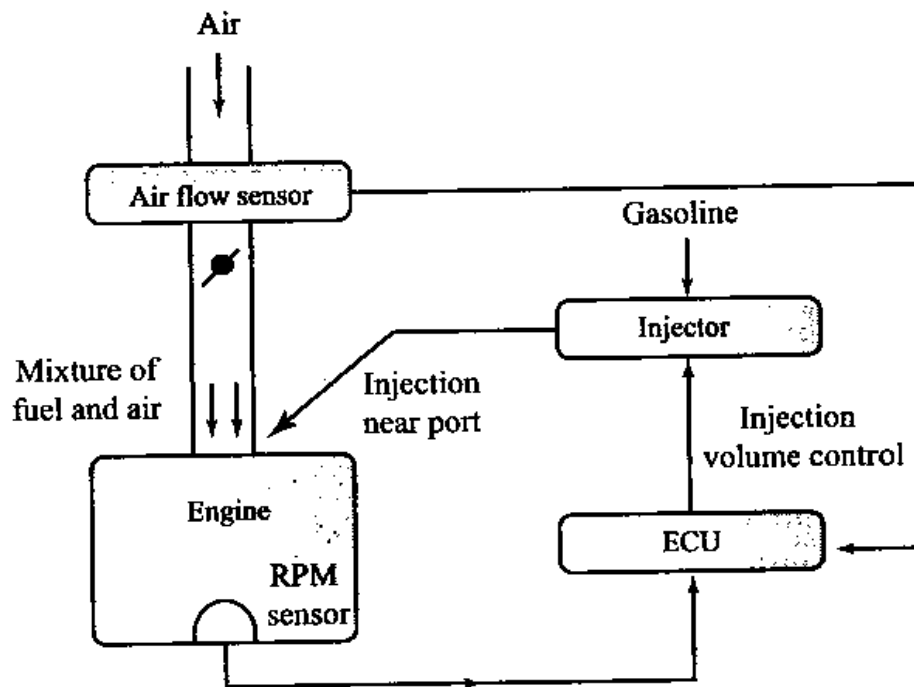 Air
Air flow sensor
Gasoline
Injector
Mixture of
fuel and air
Injection
near port
Injection
volume control
Engine
ECU
RPM
sensor